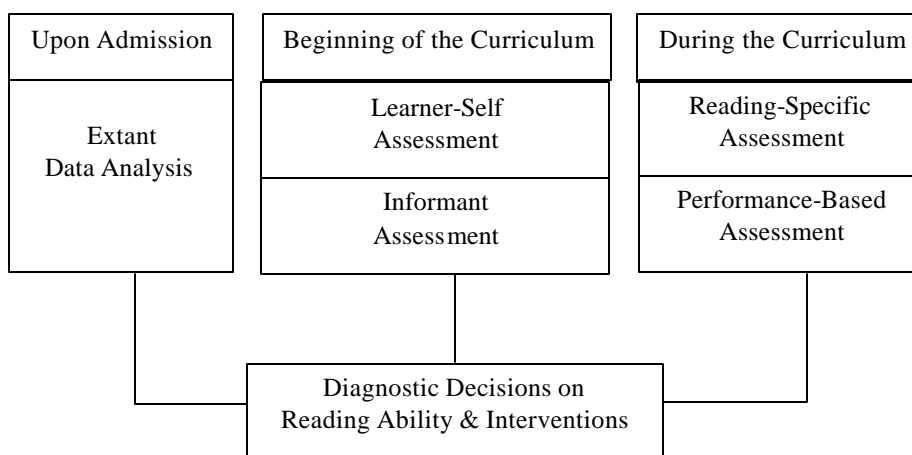 Upon Admission
Extant
Data Analysis
Beginning of the Curriculum
Learner-Self
Assessment
Informant
Assessment
During the Curriculum
Reading-Specific
Assessment
Performance-Based
Assessment
Diagnostic Decisions on
Reading Ability & Interventions